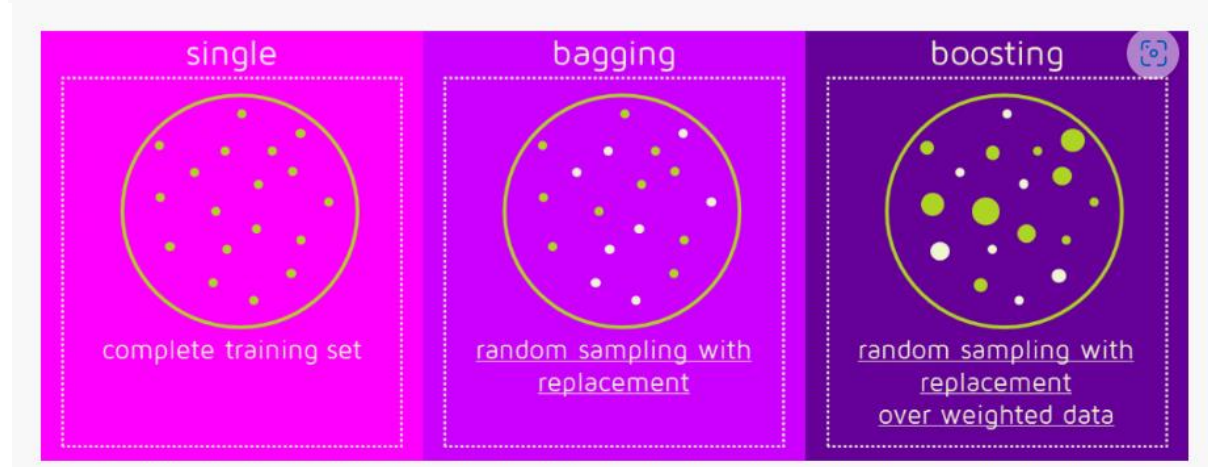 single
complete training set
bagging
random sampling with
replacement
boosting
random sampling with
replacement
over weighted data